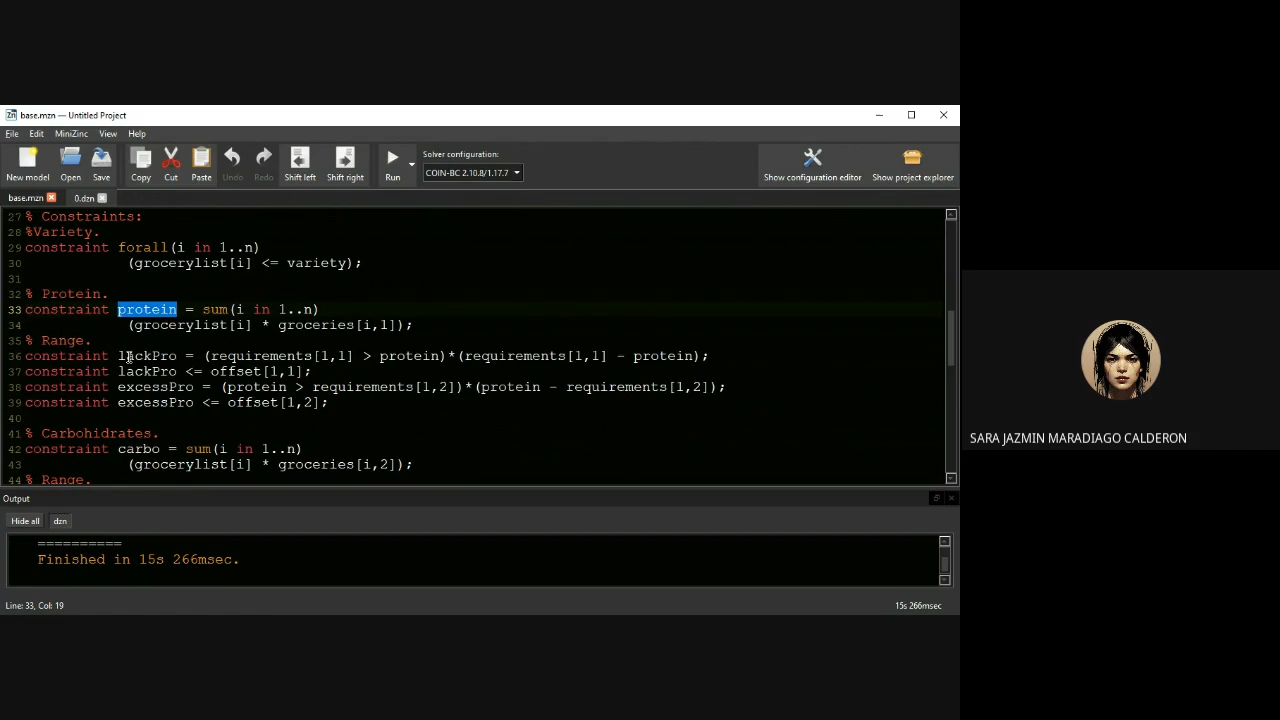 Zn base.mzn — Untitled Project
File Edit MiniZinc View Help
New model Open Save Copy Cut Paste Undo Redo Shift left Shift right Run
Solver configuration:
COIN-BC 2.10.8/1.17.7
Show configuration editor Show project explorer
base.mzn 0.dzn
27 % Constraints:
28 %Variety.
29 constraint forall(i in 1..n)
30 (grocerylist[i] <= variety);
31
32 % Protein.
33 constraint protein = sum(i in 1..n)
34 (grocerylist[i] * groceries[i,1]);
35 % Range.
36 constraint lackPro = (requirements[1,1] > protein)*(requirements[1,1] - protein);
37 constraint lackPro <= offset[1,1];
38 constraint excessPro = (protein > requirements[1,2])*(protein - requirements[1,2]);
39 constraint excessPro <= offset[1,2];
40
41 % Carbohidrates.
42 constraint carbo = sum(i in 1..n)
43 (grocerylist[i] * groceries[i,2]);
44 % Range.
Output
Hide all dzn
==========
Finished in 15s 266msec.
Line: 33, Col: 19
15s 266msec
SARA JAZMIN MARADIAGO CALDERON